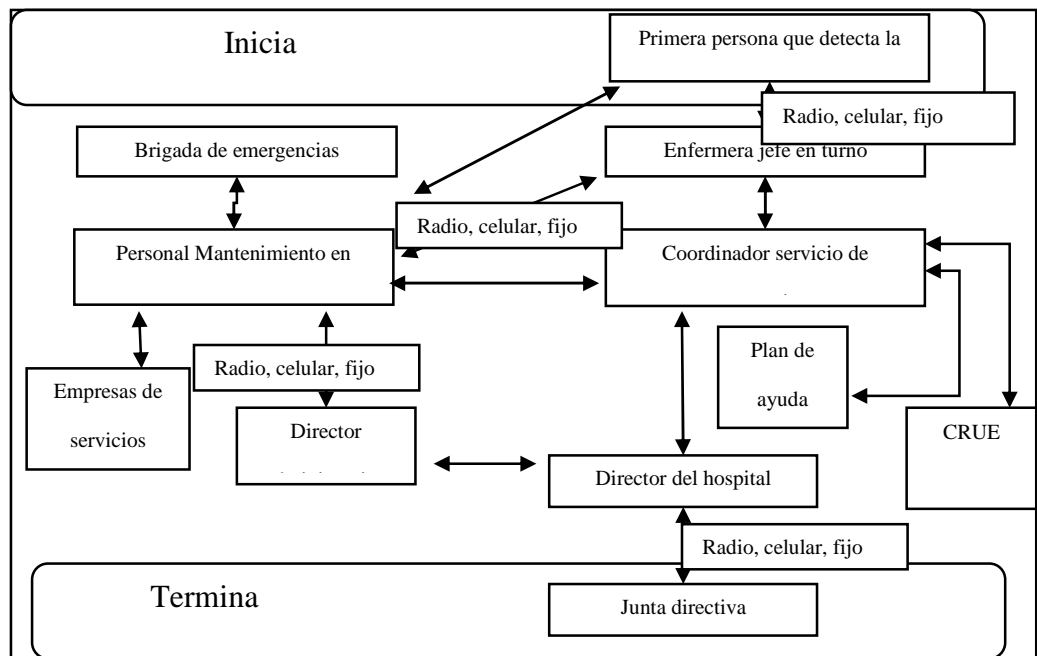 Inicia
Primera persona que detecta la
Radio, celular, fijo
Brigada de emergencias
Enfermera jefe en turno
Radio, celular, fijo
Personal Mantenimiento en
Coordinador servicio de
Plan de
ayuda
Radio, celular, fijo
Empresas de
servicios
Director
CRUE
Director del hospital
Radio, celular, fijo
Termina
Junta directiva